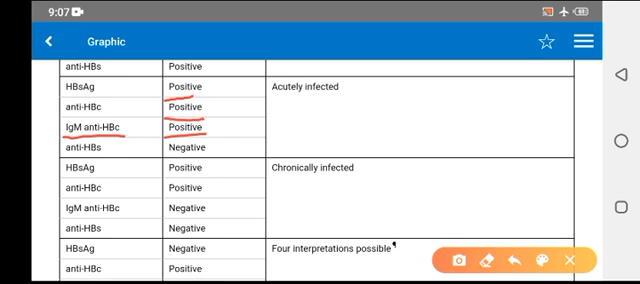 9:07
Graphic
anti-HBs Positive
HBsAg Positive Acutely infected
anti-HBc Positive
IgM anti-HBc Positive
anti-HBs Negative
HBsAg Positive Chronically infected
anti-HBc Positive
IgM anti-HBc Negative
anti-HBs Negative
HBsAg Negative Four interpretations possible¶
anti-HBc Positive